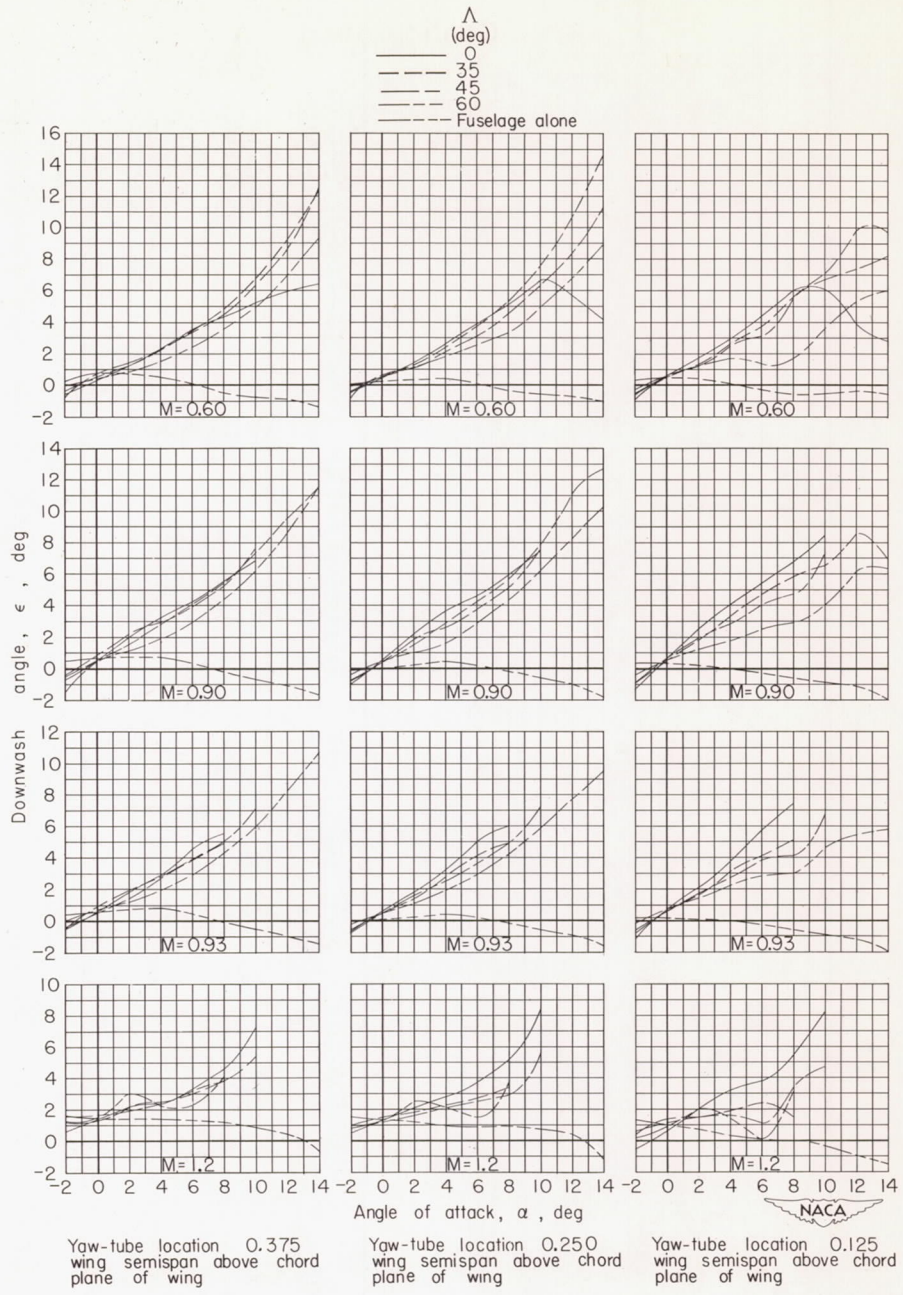 Λ
(deg)
0
35
45
60
Fuselage alone
16
14
12
10
8
6
4
2
0
-2
M=0.60
M=0.60
M=0.60
14
12
10
8
6
4
2
0
-2
M=0.90
M=0.90
M=0.90
12
10
8
6
4
2
0
-2
M=0.93
M=0.93
M=0.93
10
8
6
4
2
0
-2
M=1.2
M=1.2
M=1.2
Downwash angle, ϵ, deg
-2 0 2 4 6 8 10 12 14
-2 0 2 4 6 8 10 12 14
-2 0 2 4 6 8 10 12 14
Angle of attack, α, deg
NACA
Yaw-tube location 0.375
wing semispan above chord
plane of wing
Yaw-tube location 0.250
wing semispan above chord
plane of wing
Yaw-tube location 0.125
wing semispan above chord
plane of wing